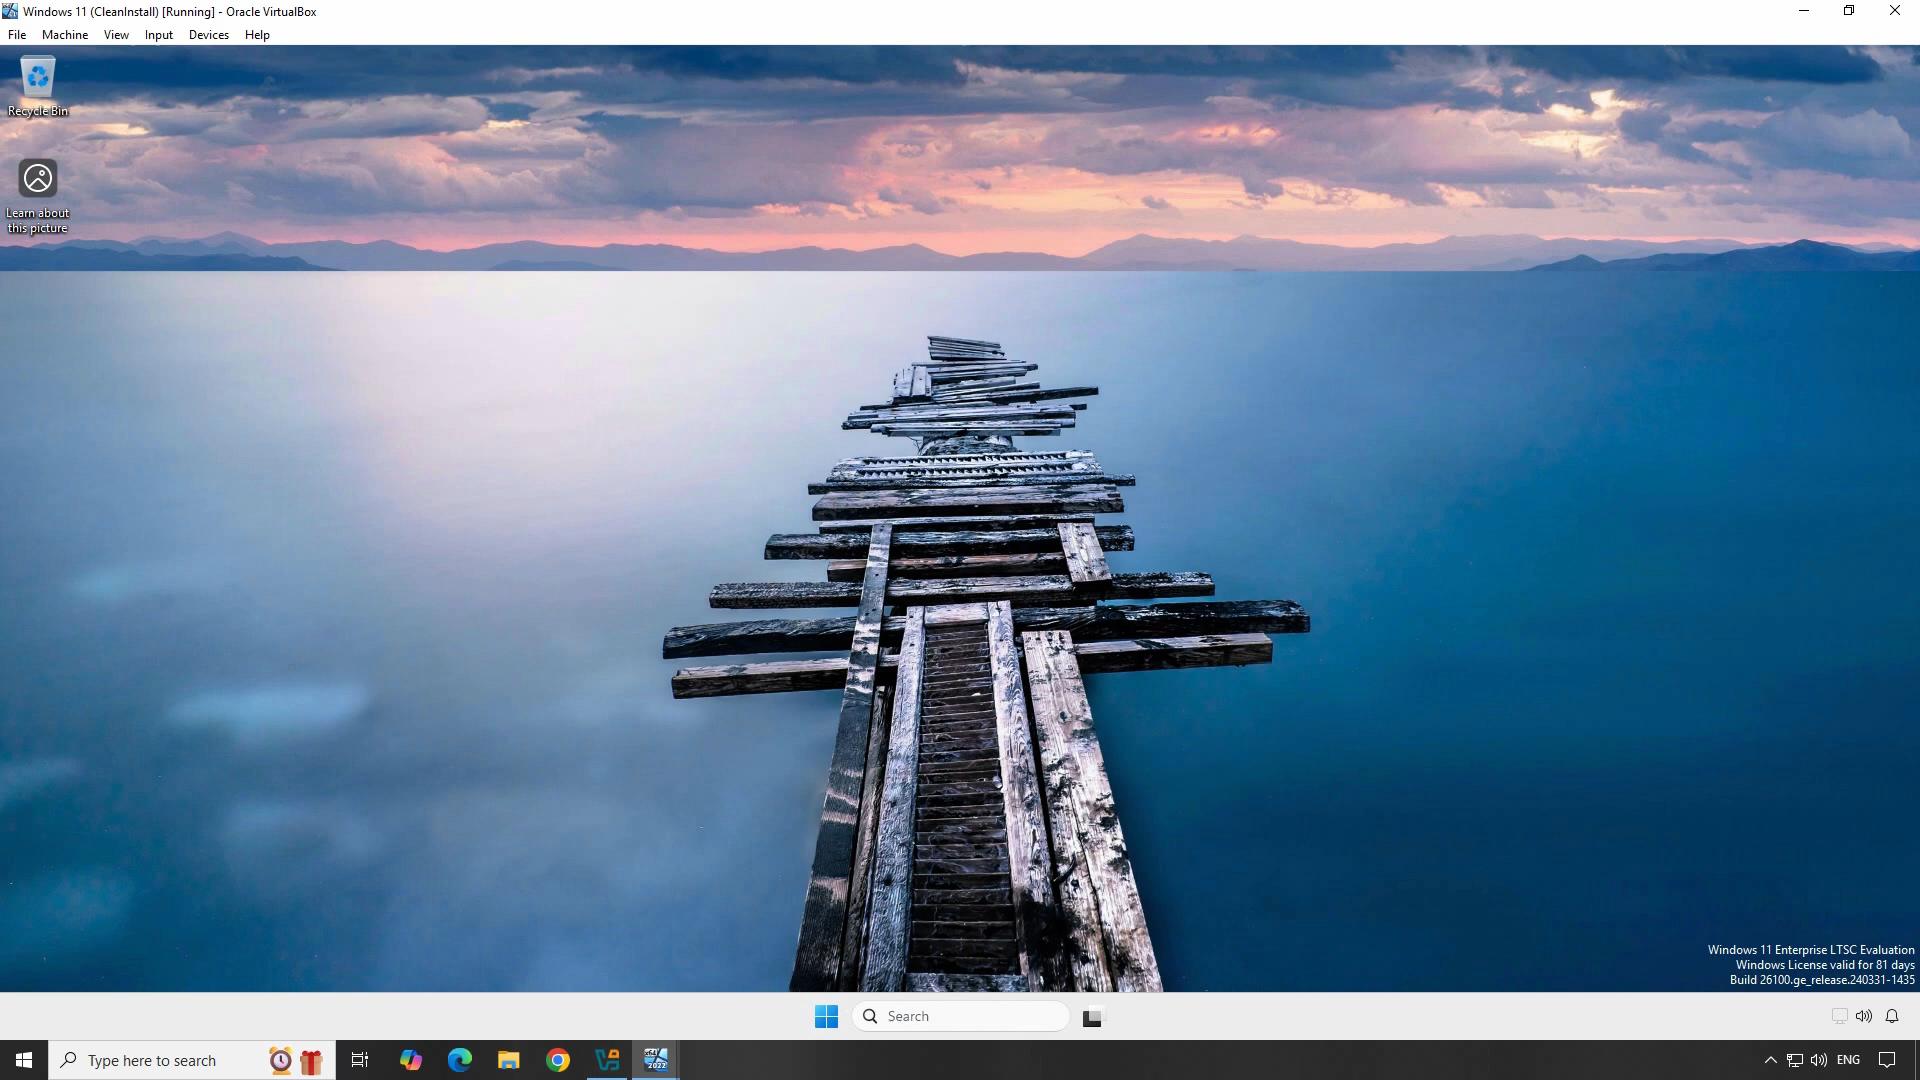 Windows 11 (CleanInstall) [Running] - Oracle VirtualBox
File Machine View Input Devices Help
Recycle Bin
Learn about
this picture
Windows 11 Enterprise LTSC Evaluation
Windows License valid for 81 days
Build 26100.ge_release.240331-1435
Search
Type here to search
x64
2022
ENG